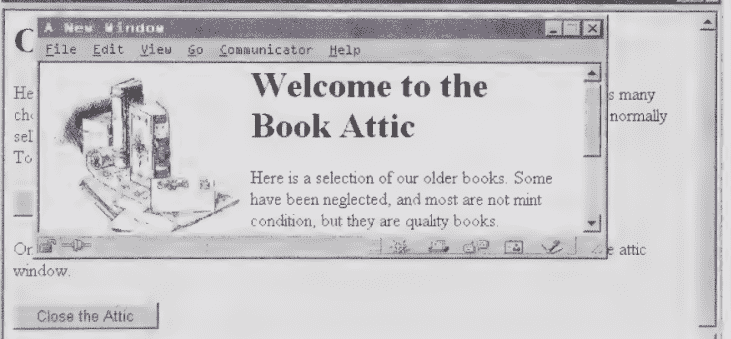 A New Window
File Edit View Go Communicator Help
C
Welcome to the
Book Attic
He
s many
ch
normally
sel
To
Here is a selection of our older books. Some
have been neglected, and most are not mint
condition, but they are quality books.
On
e attic
window.
Close the Attic